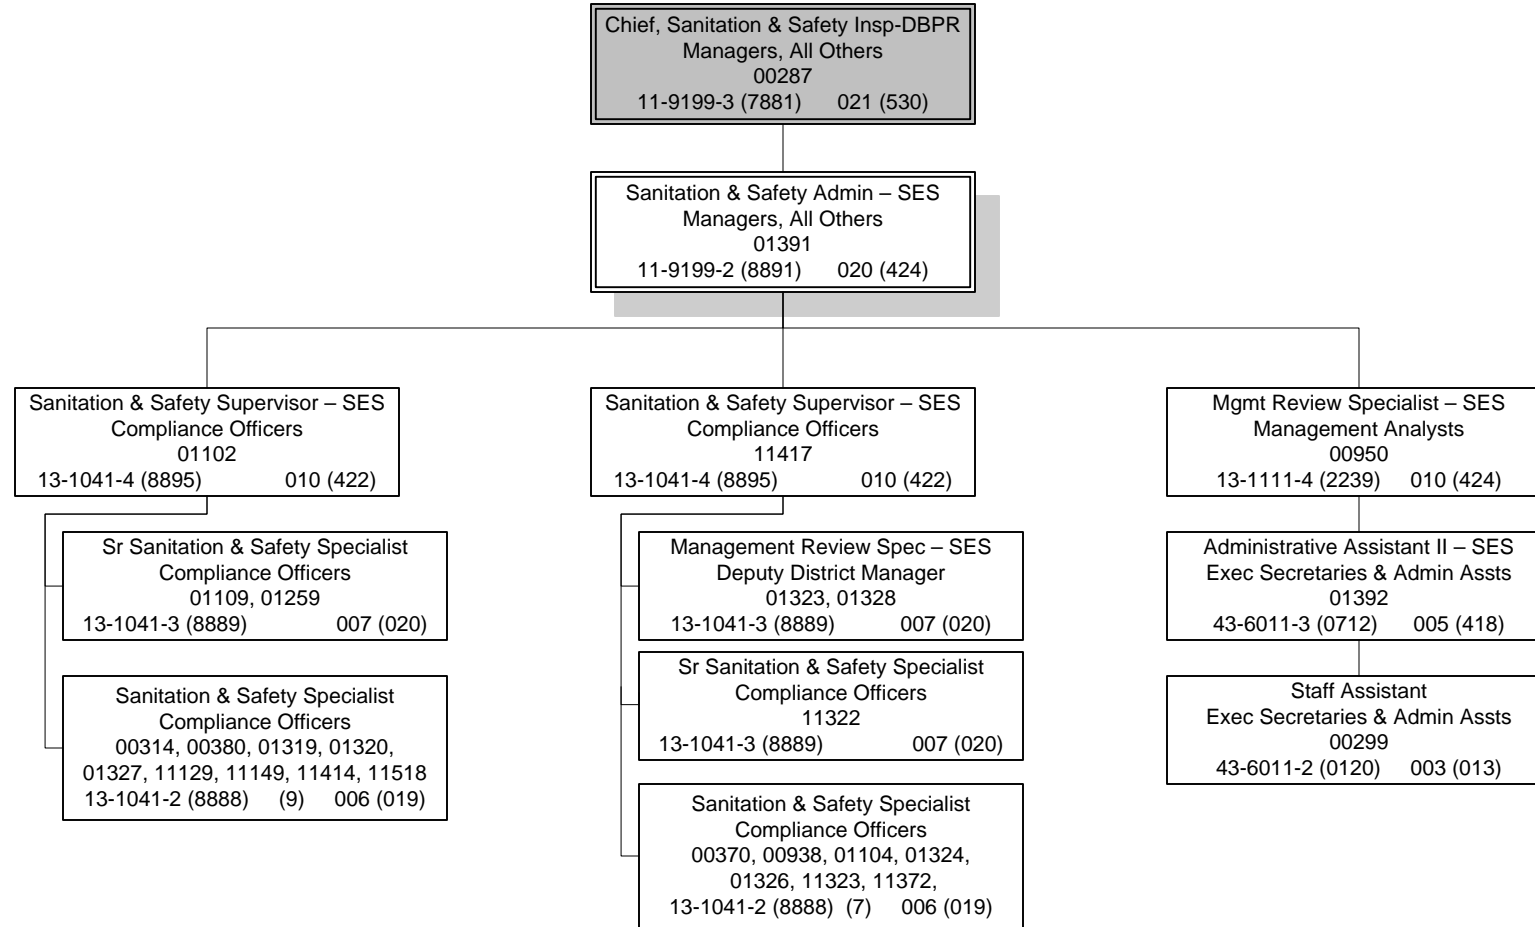 Chief, Sanitation & Safety Insp-DBPR
Managers, All Others
00287
11-9199-3 (7881) 021 (530)
Sanitation & Safety Admin – SES
Managers, All Others
01391
11-9199-2 (8891) 020 (424)
Sanitation & Safety Supervisor – SES
Compliance Officers
01102
13-1041-4 (8895) 010 (422)
Sr Sanitation & Safety Specialist
Compliance Officers
01109, 01259
13-1041-3 (8889) 007 (020)
Sanitation & Safety Specialist
Compliance Officers
00314, 00380, 01319, 01320,
01327, 11129, 11149, 11414, 11518
13-1041-2 (8888) (9) 006 (019)
Sanitation & Safety Supervisor – SES
Compliance Officers
11417
13-1041-4 (8895) 010 (422)
Management Review Spec – SES
Deputy District Manager
01323, 01328
13-1041-3 (8889) 007 (020)
Sr Sanitation & Safety Specialist
Compliance Officers
11322
13-1041-3 (8889) 007 (020)
Sanitation & Safety Specialist
Compliance Officers
00370, 00938, 01104, 01324,
01326, 11323, 11372,
13-1041-2 (8888) (7) 006 (019)
Mgmt Review Specialist – SES
Management Analysts
00950
13-1111-4 (2239) 010 (424)
Administrative Assistant II – SES
Exec Secretaries & Admin Assts
01392
43-6011-3 (0712) 005 (418)
Staff Assistant
Exec Secretaries & Admin Assts
00299
43-6011-2 (0120) 003 (013)